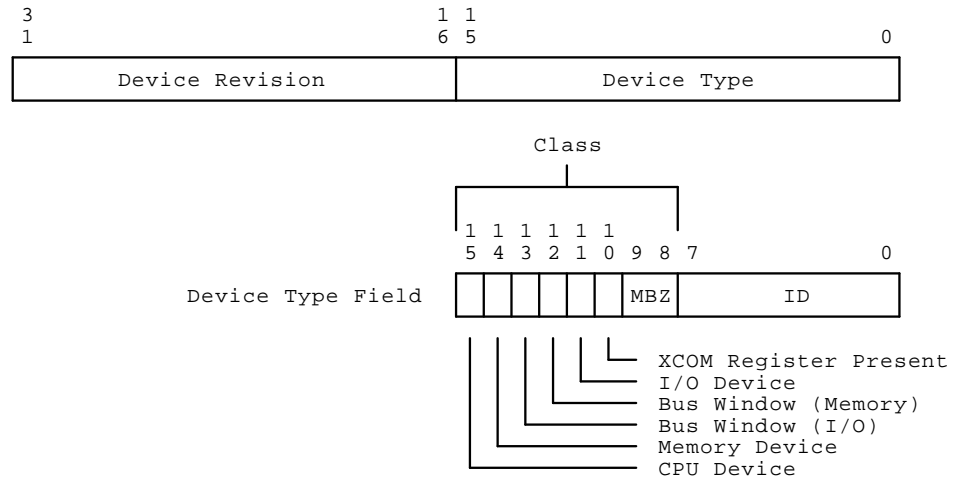 3 1 1
1 6 5 0
Device Revision Device Type
Class
1 1 1 1 1 1
5 4 3 2 1 0 9 8 7 0
Device Type Field MBZ ID
XCOM Register Present
I/O Device
Bus Window (Memory)
Bus Window (I/O)
Memory Device
CPU Device